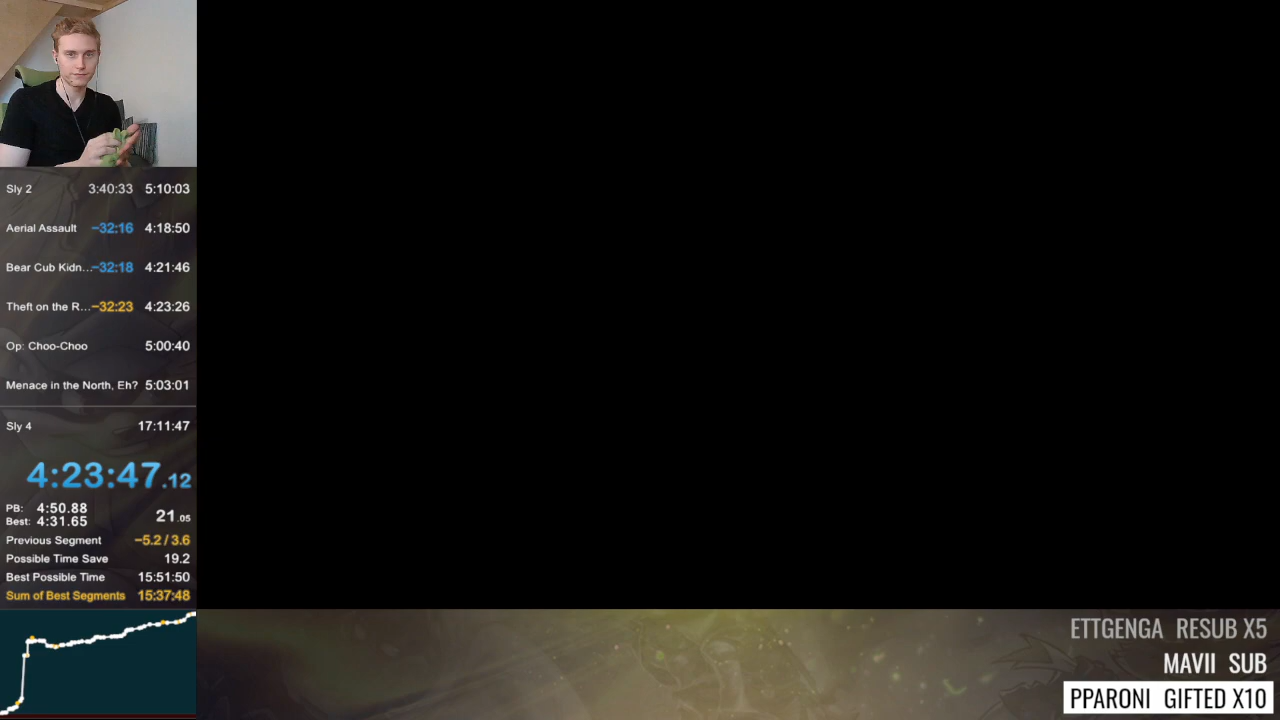 Sly 2 3:40:33 5:10:03
Aerial Assault −32:16 4:18:50
Bear Cub Kidn... −32:18 4:21:46
Theft on the R... −32:23 4:23:26
Op: Choo-Choo 5:00:40
Menace in the North, Eh? 5:03:01
Sly 4 17:11:47
4:23:47.12
PB: 4:50.88
Best: 4:31.65 21.05
Previous Segment −5.2 / 3.6
Possible Time Save 19.2
Best Possible Time 15:51:50
Sum of Best Segments 15:37:48
ETTGENGA RESUB X5
MAVII SUB
PPARONI GIFTED X10